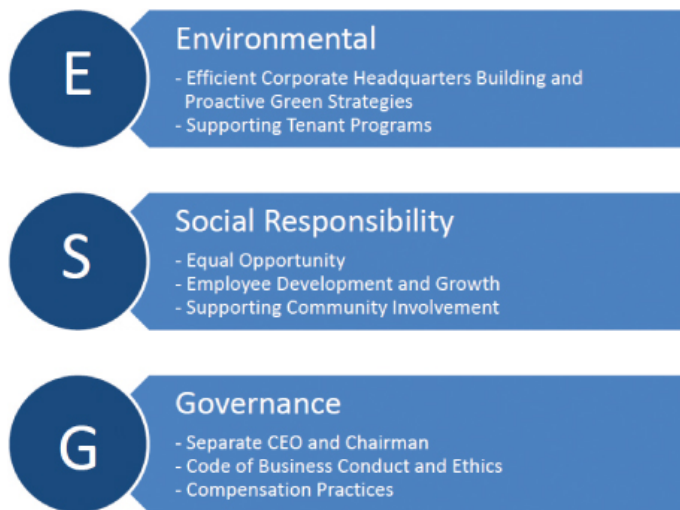 E
Environmental
- Efficient Corporate Headquarters Building and
Proactive Green Strategies
- Supporting Tenant Programs
S
Social Responsibility
- Equal Opportunity
- Employee Development and Growth
- Supporting Community Involvement
G
Governance
- Separate CEO and Chairman
- Code of Business Conduct and Ethics
- Compensation Practices